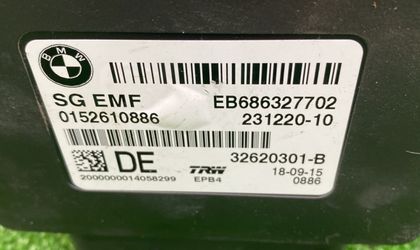 BMW
SG EMF EB686327702
0152610886 231220-10
DE 32620301-B
2000000014058299 TRW EPB4 18-09-15
0886